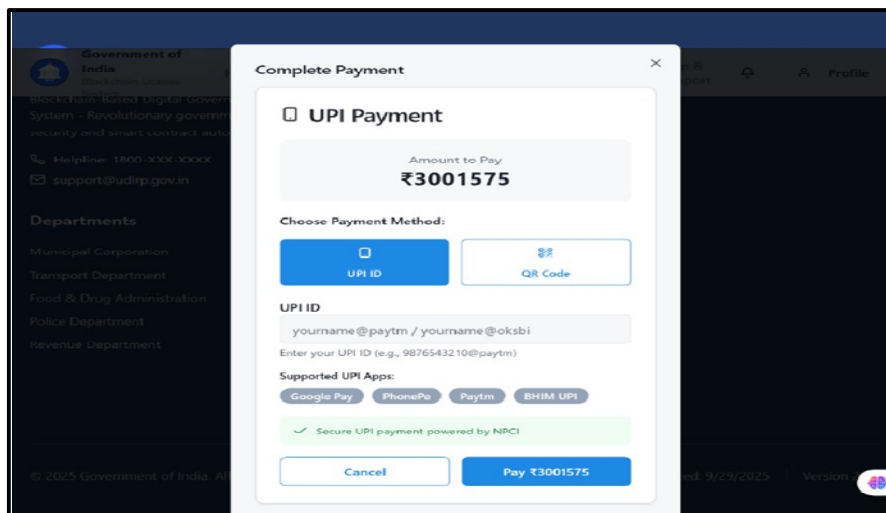 Government of
India
Blockchain License
System
Profile
Blockchain-Based Digital Govern
System - Revolutionary governm
security and smart contract auto
Helpline: 1800-XXX-XXXX
support@udlrp.gov.in
Departments
Municipal Corporation
Transport Department
Food & Drug Administration
Police Department
Revenue Department
© 2025 Government of India. All
Complete Payment
×
UPI Payment
Amount to Pay
₹3001575
Choose Payment Method:
UPI ID
QR Code
UPI ID
yourname@paytm / yourname@oksbi
Enter your UPI ID (e.g., 9876543210@paytm)
Supported UPI Apps:
Google Pay PhonePe Paytm BHIM UPI
Secure UPI payment powered by NPCI
Cancel
Pay ₹3001575
ed: 9/29/2025
Version